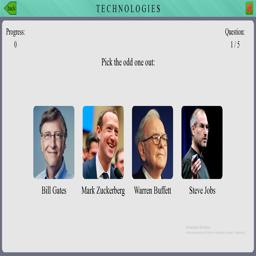 Back
TECHNOLOGIES
Progress:
0
Question:
1 / 5
Pick the odd one out:
Bill Gates
Mark Zuckerberg
Warren Buffett
Steve Jobs